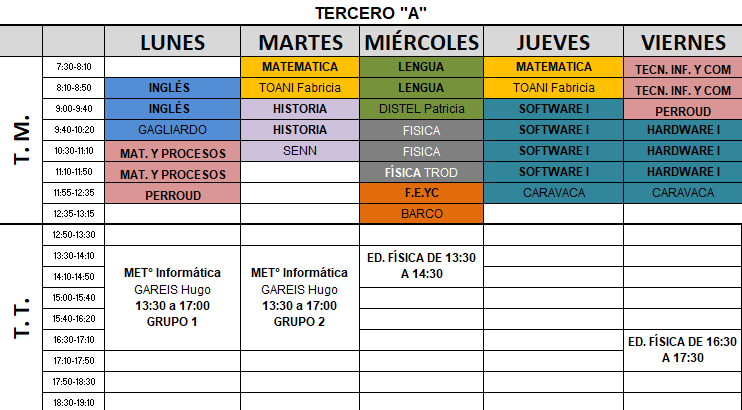 TERCERO "A"
LUNES MARTES MIÉRCOLES JUEVES VIERNES
T. M.
7:30-8:10 MATEMATICA LENGUA MATEMATICA TECN. INF. Y COM
8:10-8:50 INGLÉS TOANI Fabricia LENGUA TOANI Fabricia TECN. INF. Y COM
9:00-9:40 INGLÉS HISTORIA DISTEL Patricia SOFTWARE I PERROUD
9:40-10:20 GAGLIARDO HISTORIA FISICA SOFTWARE I HARDWARE I
10:30-11:10 MAT. Y PROCESOS SENN FISICA SOFTWARE I HARDWARE I
11:10-11:50 MAT. Y PROCESOS FÍSICA TROD SOFTWARE I HARDWARE I
11:55-12:35 PERROUD F.E.YC CARAVACA CARAVACA
12:35-13:15 BARCO
T. T.
12:50-13:30
13:30-14:10
14:10-14:50
15:00-15:40
15:40-16:20
16:30-17:10
17:10-17:50
17:50-18:30
18:30-19:10
MET° Informática
GAREIS Hugo
13:30 a 17:00
GRUPO 1
MET° Informática
GAREIS Hugo
13:30 a 17:00
GRUPO 2
ED. FÍSICA DE 13:30
A 14:30
ED. FÍSICA DE 16:30
A 17:30